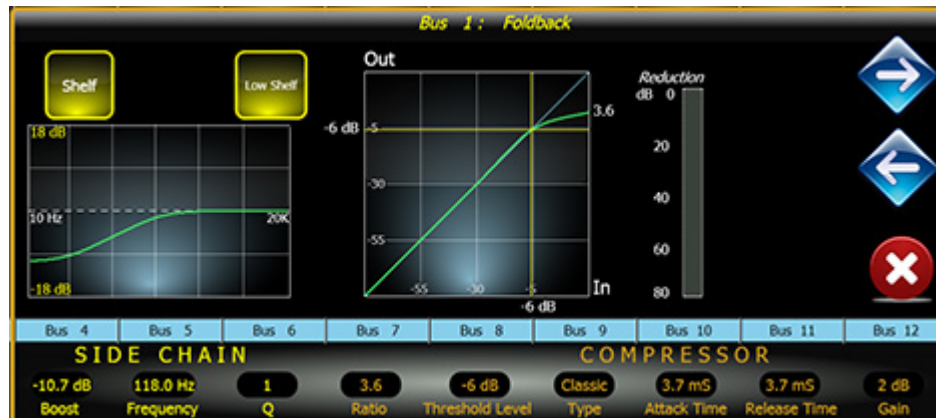 Bus 1: Foldback
Shelf
Low Shelf
18 dB
10 Hz
20K
-18 dB
Out
-6 dB
-5
-30
-55
3.6
-55
-30
-5
In
-6 dB
Reduction
dB 0
20
40
60
80
Bus 4 Bus 5 Bus 6 Bus 7 Bus 8 Bus 9 Bus 10 Bus 11 Bus 12
SIDE CHAIN COMPRESSOR
-10.7 dB 118.0 Hz 1 3.6 -6 dB Classic 3.7 mS 3.7 mS 2 dB
Boost Frequency Q Ratio Threshold Level Type Attack Time Release Time Gain